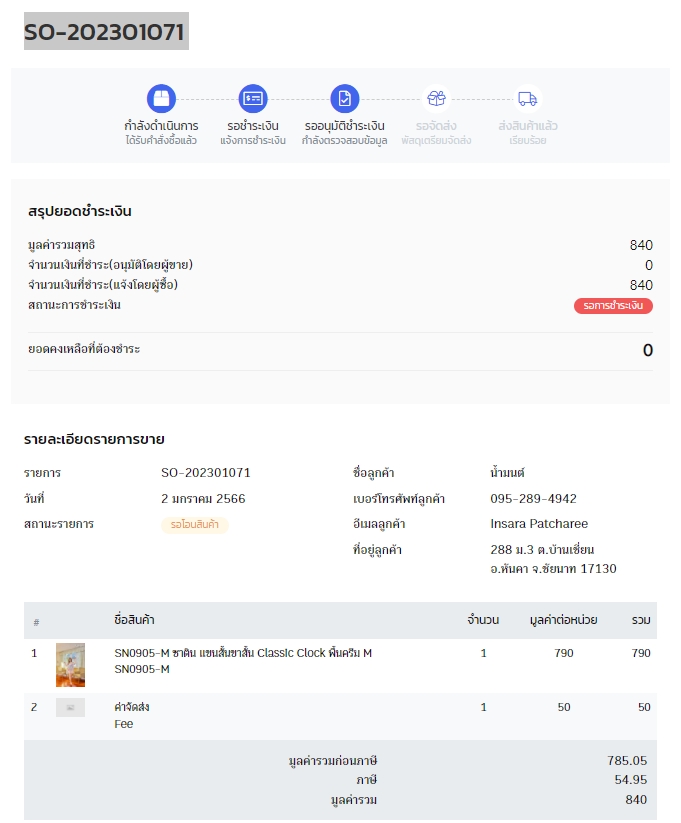 SO-202301071
กำลังดำเนินการ รอชำระเงิน รออนุมัติชำระเงิน รอจัดส่ง ส่งสินค้าแล้ว
ได้รับคำสั่งซื้อแล้ว แจ้งการชำระเงิน กำลังตรวจสอบข้อมูล พัสดุเตรียมจัดส่ง เรียบร้อย
สรุปยอดชำระเงิน
มูลค่ารวมสุทธิ 840
จำนวนเงินที่ชำระ(อนุมัติโดยผู้ขาย) 0
จำนวนเงินที่ชำระ(แจ้งโดยผู้ซื้อ) 840
สถานะการชำระเงิน รอการชำระเงิน
ยอดคงเหลือที่ต้องชำระ 0
รายละเอียดรายการขาย
รายการ SO-202301071 ชื่อลูกค้า น้ำมนต์
วันที่ 2 มกราคม 2566 เบอร์โทรศัพท์ลูกค้า 095-289-4942
สถานะรายการ รอโอนสินค้า อีเมลลูกค้า Insara Patcharee
ที่อยู่ลูกค้า 288 ม.3 ต.บ้านเชี่ยน
อ.หันคา จ.ชัยนาท 17130
# ชื่อสินค้า จำนวน มูลค่าต่อหน่วย รวม
1 SN0905-M ซาติน แขนสั้นขาสั้น Classic Clock พื้นครีม M 1 790 790
SN0905-M
2 ค่าจัดส่ง 1 50 50
Fee
มูลค่ารวมก่อนภาษี 785.05
ภาษี 54.95
มูลค่ารวม 840